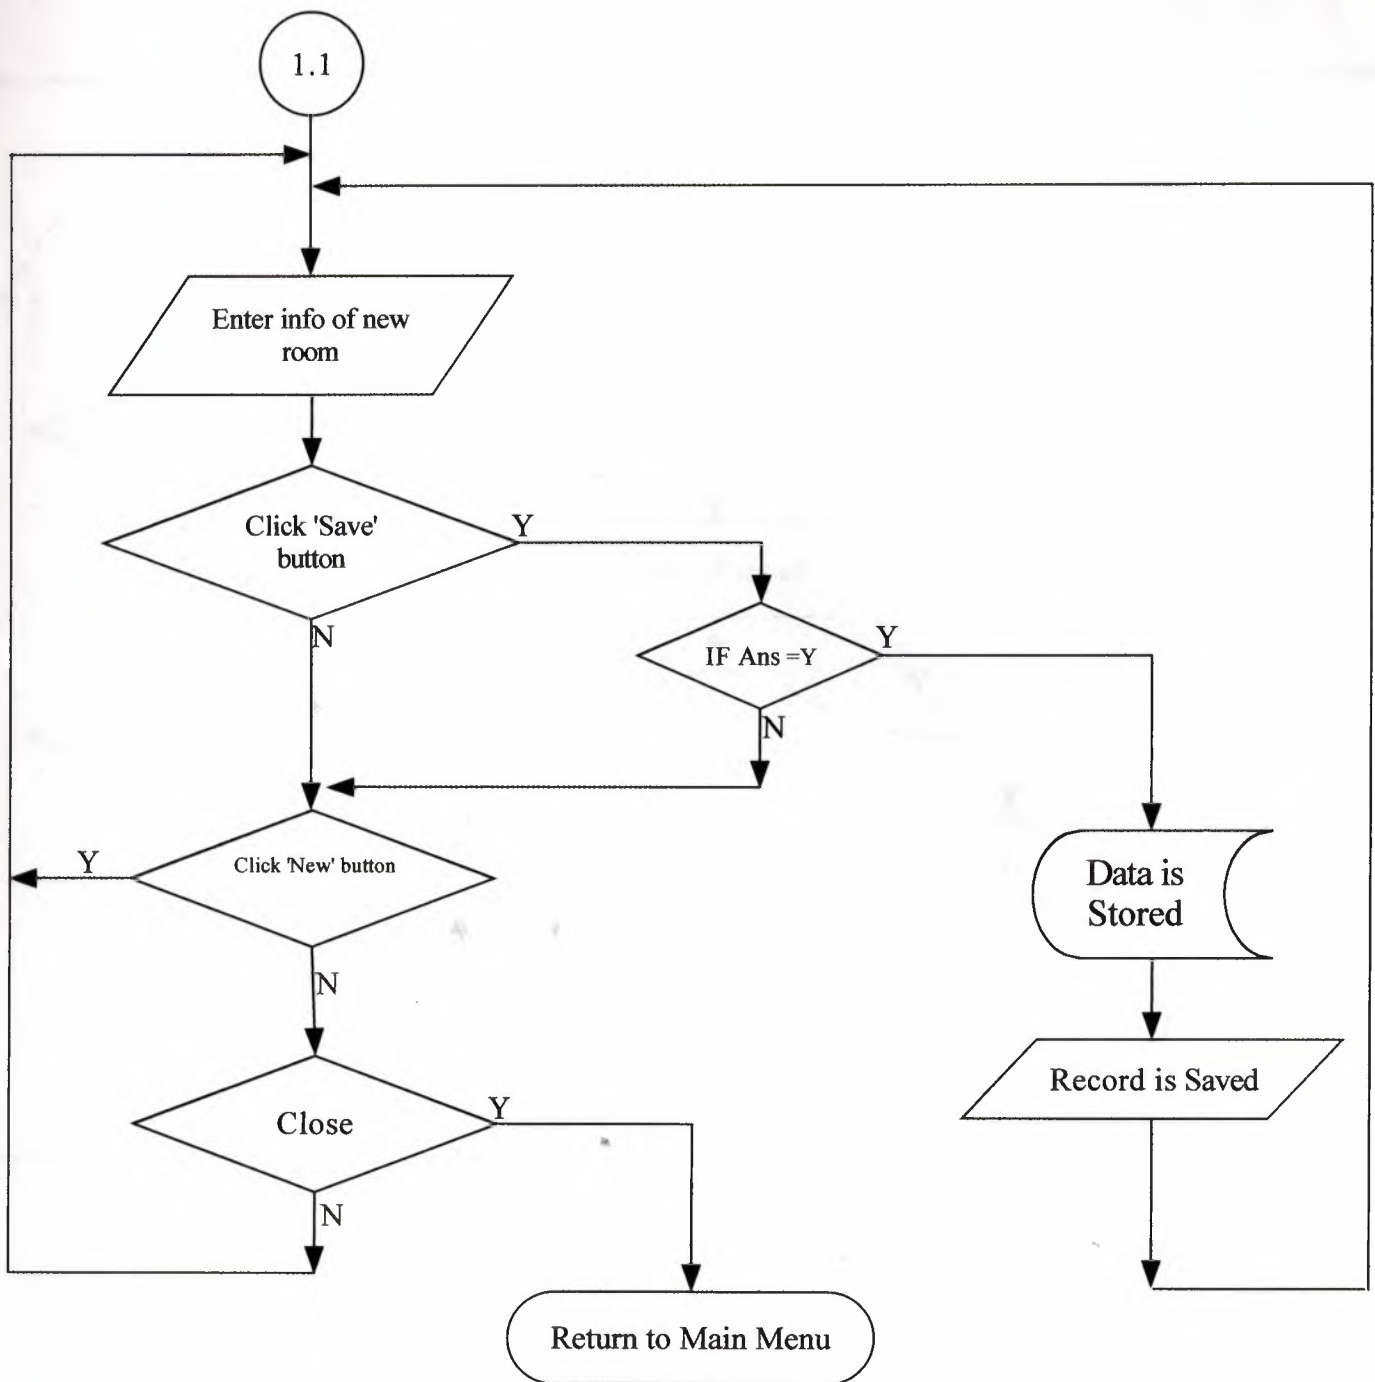 1.1
Enter info of new
room
Click 'Save'
button
Y
N
IF Ans =Y
Y
N
Click 'New' button
Y
N
Data is
Stored
Record is Saved
Close
Y
N
Return to Main Menu